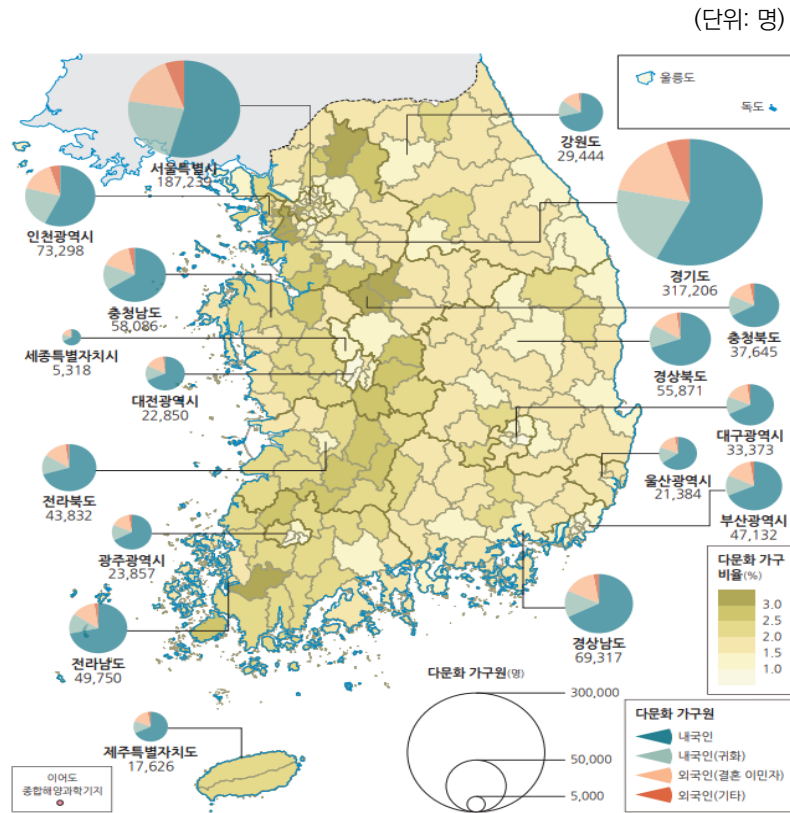 (단위: 명)
울릉도
독도
강원도
29,444
서울특별시
187,239
인천광역시
73,298
경기도
317,206
충청남도
58,086
충청북도
37,645
세종특별자치시
5,318
경상북도
55,871
대전광역시
22,850
대구광역시
33,373
전라북도
43,832
울산광역시
21,384
부산광역시
47,132
광주광역시
23,857
다문화 가구
비율(%)
3.0
2.5
2.0
1.5
1.0
전라남도
49,750
경상남도
69,317
다문화 가구원(명)
300,000
50,000
5,000
다문화 가구원
내국인
내국인(귀화)
외국인(결혼 이민자)
외국인(기타)
제주특별자치도
17,626
이어도
종합해양과학기지